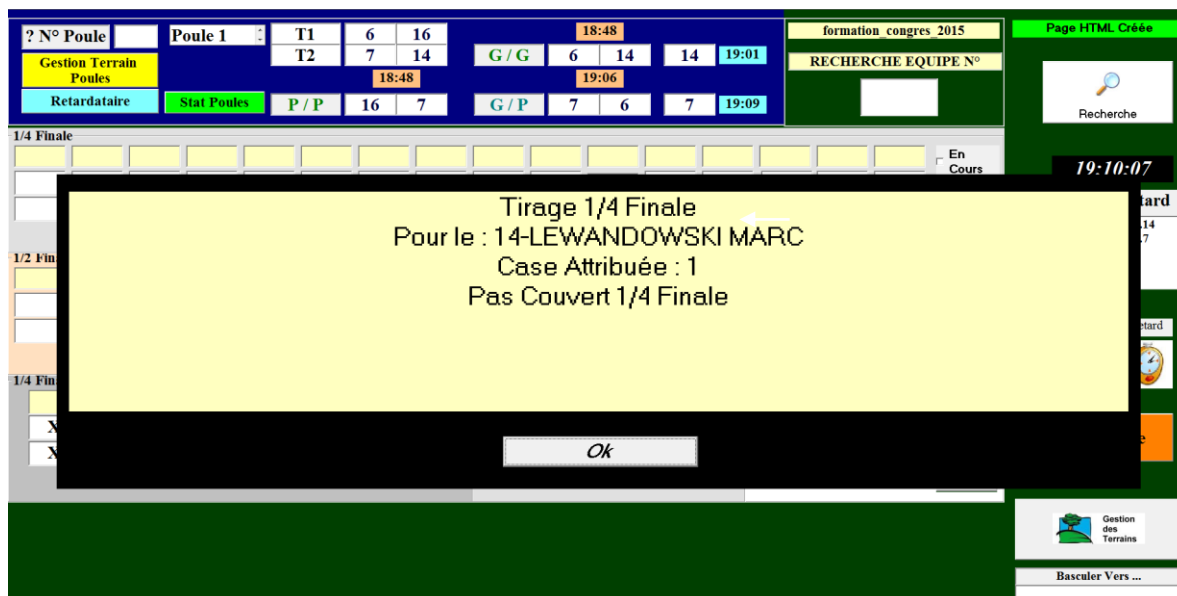 ? N° Poule
Poule 1
T1 6 16
18:48
formation_congres_2015
Page HTML Créée
T2 7 14
G / G 6 14 14 19:01
Gestion Terrain
Poules
RECHERCHE EQUIPE N°
18:48
19:06
Retardataire
Stat Poules
P / P 16 7
G / P 7 6 7 19:09
Recherche
1/4 Finale
En
Cours
19:10:07
Tirage 1/4 Finale
Pour le : 14-LEWANDOWSKI MARC
Case Attribuée : 1
Pas Couvert 1/4 Finale
tard
.14
.7
1/2 Fin
etard
1/4 Fin
X
X
e
Ok
Gestion
des
Terrains
Basculer Vers ...